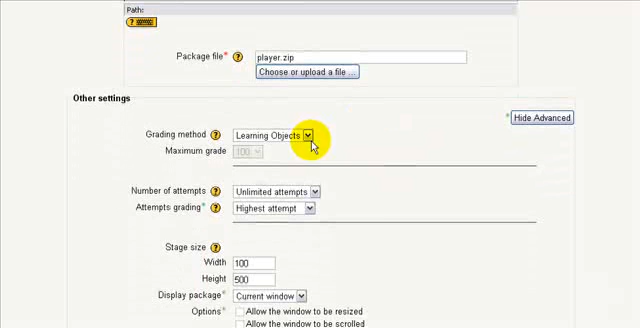 Path:
Package file* player.zip
Choose or upload a file ...
Other settings
* Hide Advanced
Grading method Learning Objects
Maximum grade 100
Number of attempts Unlimited attempts
Attempts grading* Highest attempt
Stage size
Width 100
Height 500
Display package* Current window
Options* Allow the window to be resized
Allow the window to be scrolled